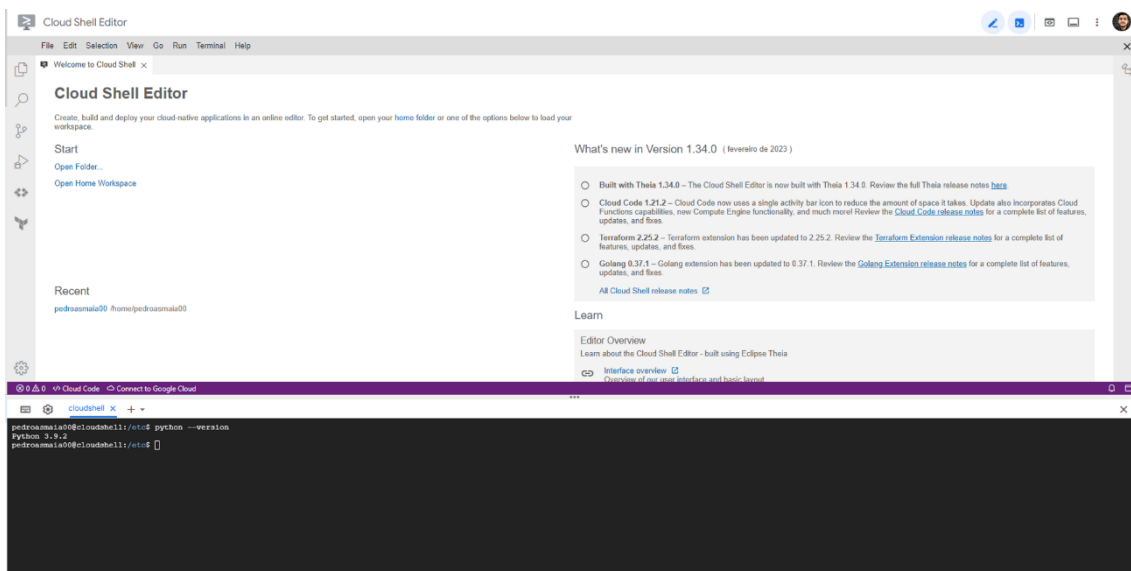 Cloud Shell Editor
File Edit Selection View Go Run Terminal Help
Welcome to Cloud Shell
Cloud Shell Editor
Create, build and deploy your cloud-native applications in an online editor. To get started, open your home folder or one of the options below to load your
workspace.
Start
Open Folder...
Open Home Workspace
Recent
pedroasmaia00 /home/pedroasmaia00
What's new in Version 1.34.0 ( fevereiro de 2023 )
Built with Theia 1.34.0 – The Cloud Shell Editor is now built with Theia 1.34.0. Review the full Theia release notes here.
Cloud Code 1.21.2 – Cloud Code now uses a single activity bar icon to reduce the amount of space it takes. Update also incorporates Cloud
Functions capabilities, new Compute Engine functionality, and much more! Review the Cloud Code release notes for a complete list of features,
updates, and fixes.
Terraform 2.25.2 – Terraform extension has been updated to 2.25.2. Review the Terraform Extension release notes for a complete list of
features, updates, and fixes.
Golang 0.37.1 – Golang extension has been updated to 0.37.1. Review the Golang Extension release notes for a complete list of features,
updates, and fixes.
All Cloud Shell release notes
Learn
Editor Overview
Learn about the Cloud Shell Editor - built using Eclipse Theia
Interface overview
Overview of our user interface and basic layout
0 0 Cloud Code Connect to Google Cloud
cloudshell
pedroasmaia00@cloudshell:/etc$ python --version
Python 3.9.2
pedroasmaia00@cloudshell:/etc$